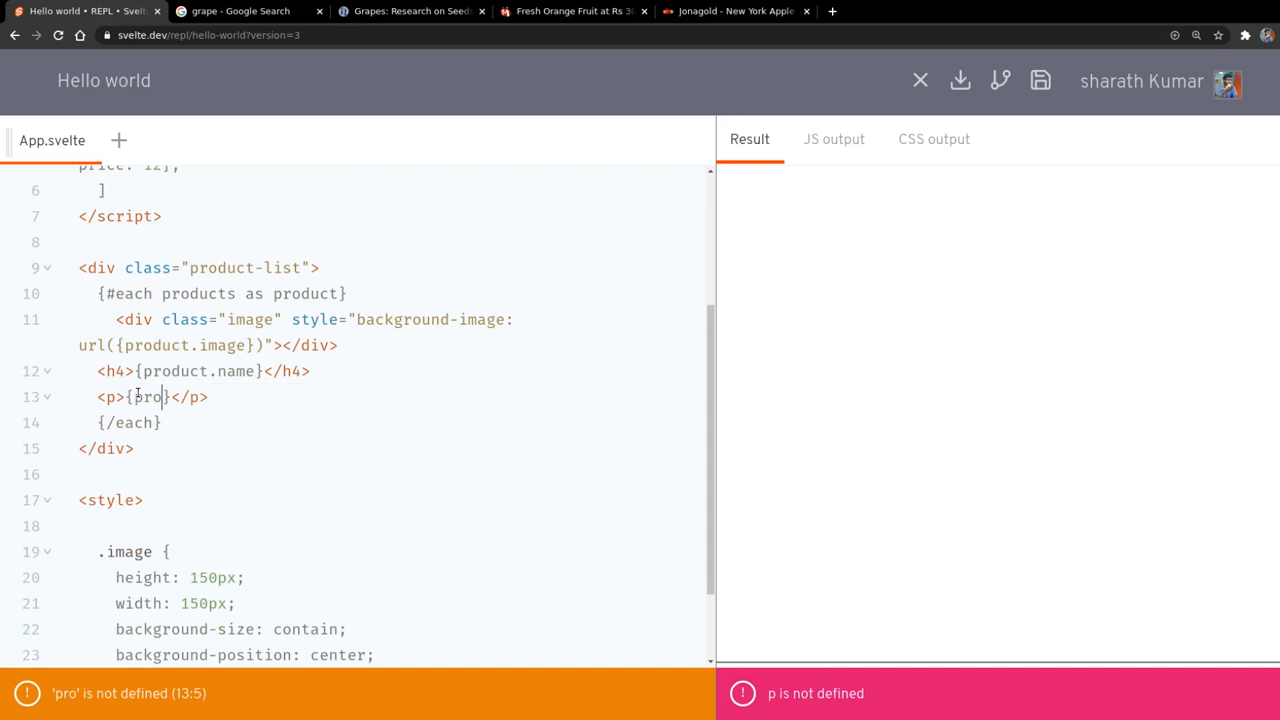 Hello world • REPL • Svelt
grape - Google Search
Grapes: Research on Seeds
Fresh Orange Fruit at Rs 30
Jonagold - New York Apple
svelte.dev/repl/hello-world?version=3
Hello world
sharath Kumar
App.svelte
Result
JS output
CSS output
price: 12},
6 ]
7 </script>
8
9 <div class="product-list">
10 {#each products as product}
11 <div class="image" style="background-image:
url({product.image})"></div>
12 <h4>{product.name}</h4>
13 <p>{pro}</p>
14 {/each}
15 </div>
16
17 <style>
18
19 .image {
20 height: 150px;
21 width: 150px;
22 background-size: contain;
23 background-position: center;
! 'pro' is not defined (13:5)
! p is not defined